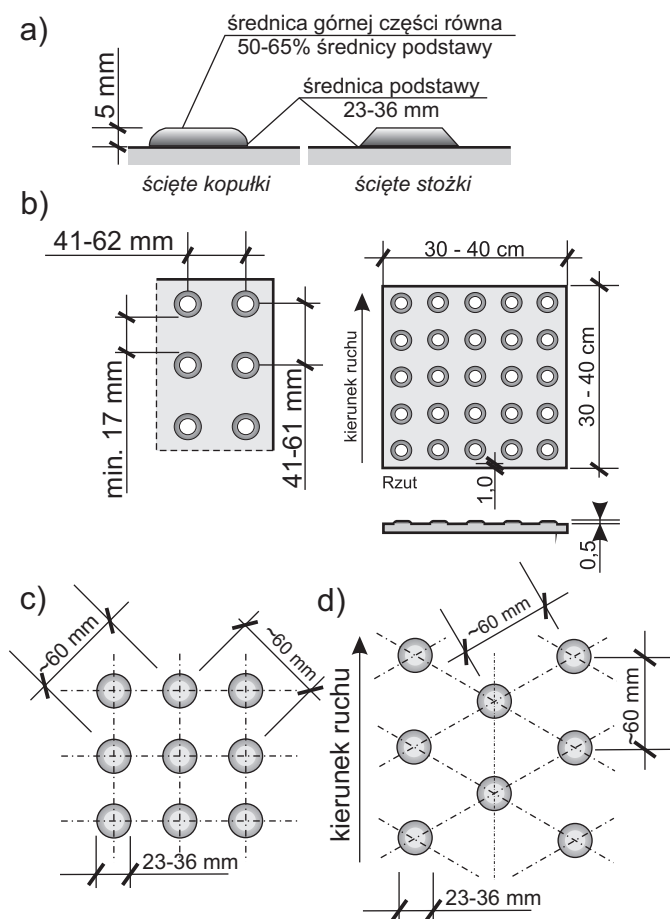 a)
średnica górnej części równa
50-65% średnicy podstawy
5 mm
średnica podstawy
23-36 mm
ścięte kopułki
ścięte stożki
b)
41-62 mm
min. 17 mm
41-61 mm
30 - 40 cm
kierunek ruchu
30 - 40 cm
Rzut
1,0
0,5
c)
~60 mm
~60 mm
23-36 mm
d)
~60 mm
kierunek ruchu
~60 mm
23-36 mm